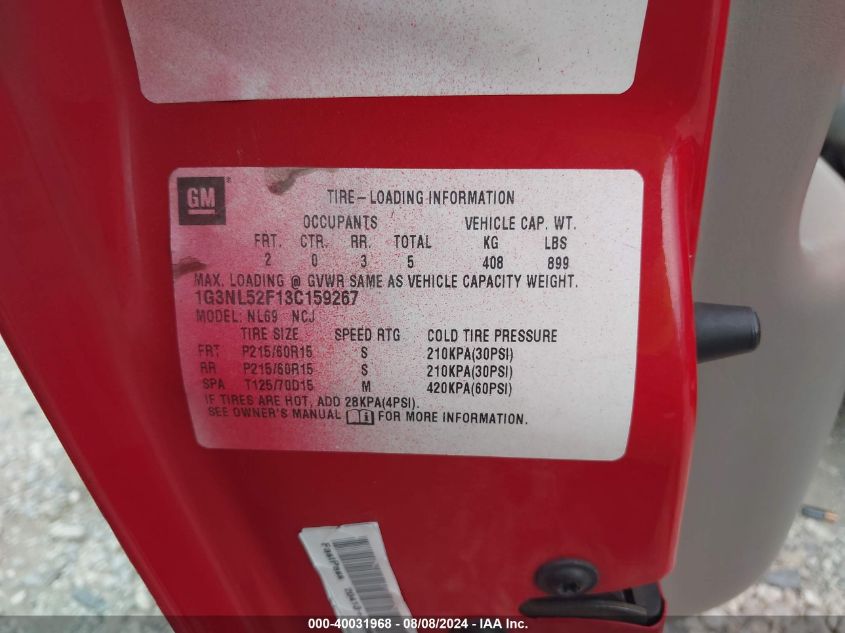 GM®
TIRE-LOADING INFORMATION
OCCUPANTS VEHICLE CAP. WT.
FRT. CTR. RR. TOTAL KG LBS
2 0 3 5 408 899
MAX. LOADING @ GVWR SAME AS VEHICLE CAPACITY WEIGHT.
1G3NL52F13C159267
MODEL: NL69 NCJ
TIRE SIZE SPEED RTG COLD TIRE PRESSURE
FRT P215/60R15 S 210KPA(30PSI)
RR P215/60R15 S 210KPA(30PSI)
SPA T125/70D15 M 420KPA(60PSI)
IF TIRES ARE HOT, ADD 28KPA(4PSI).
SEE OWNER'S MANUAL i FOR MORE INFORMATION.
FastPass
000-40031968 - 08/08/2024 - IAAI.COM